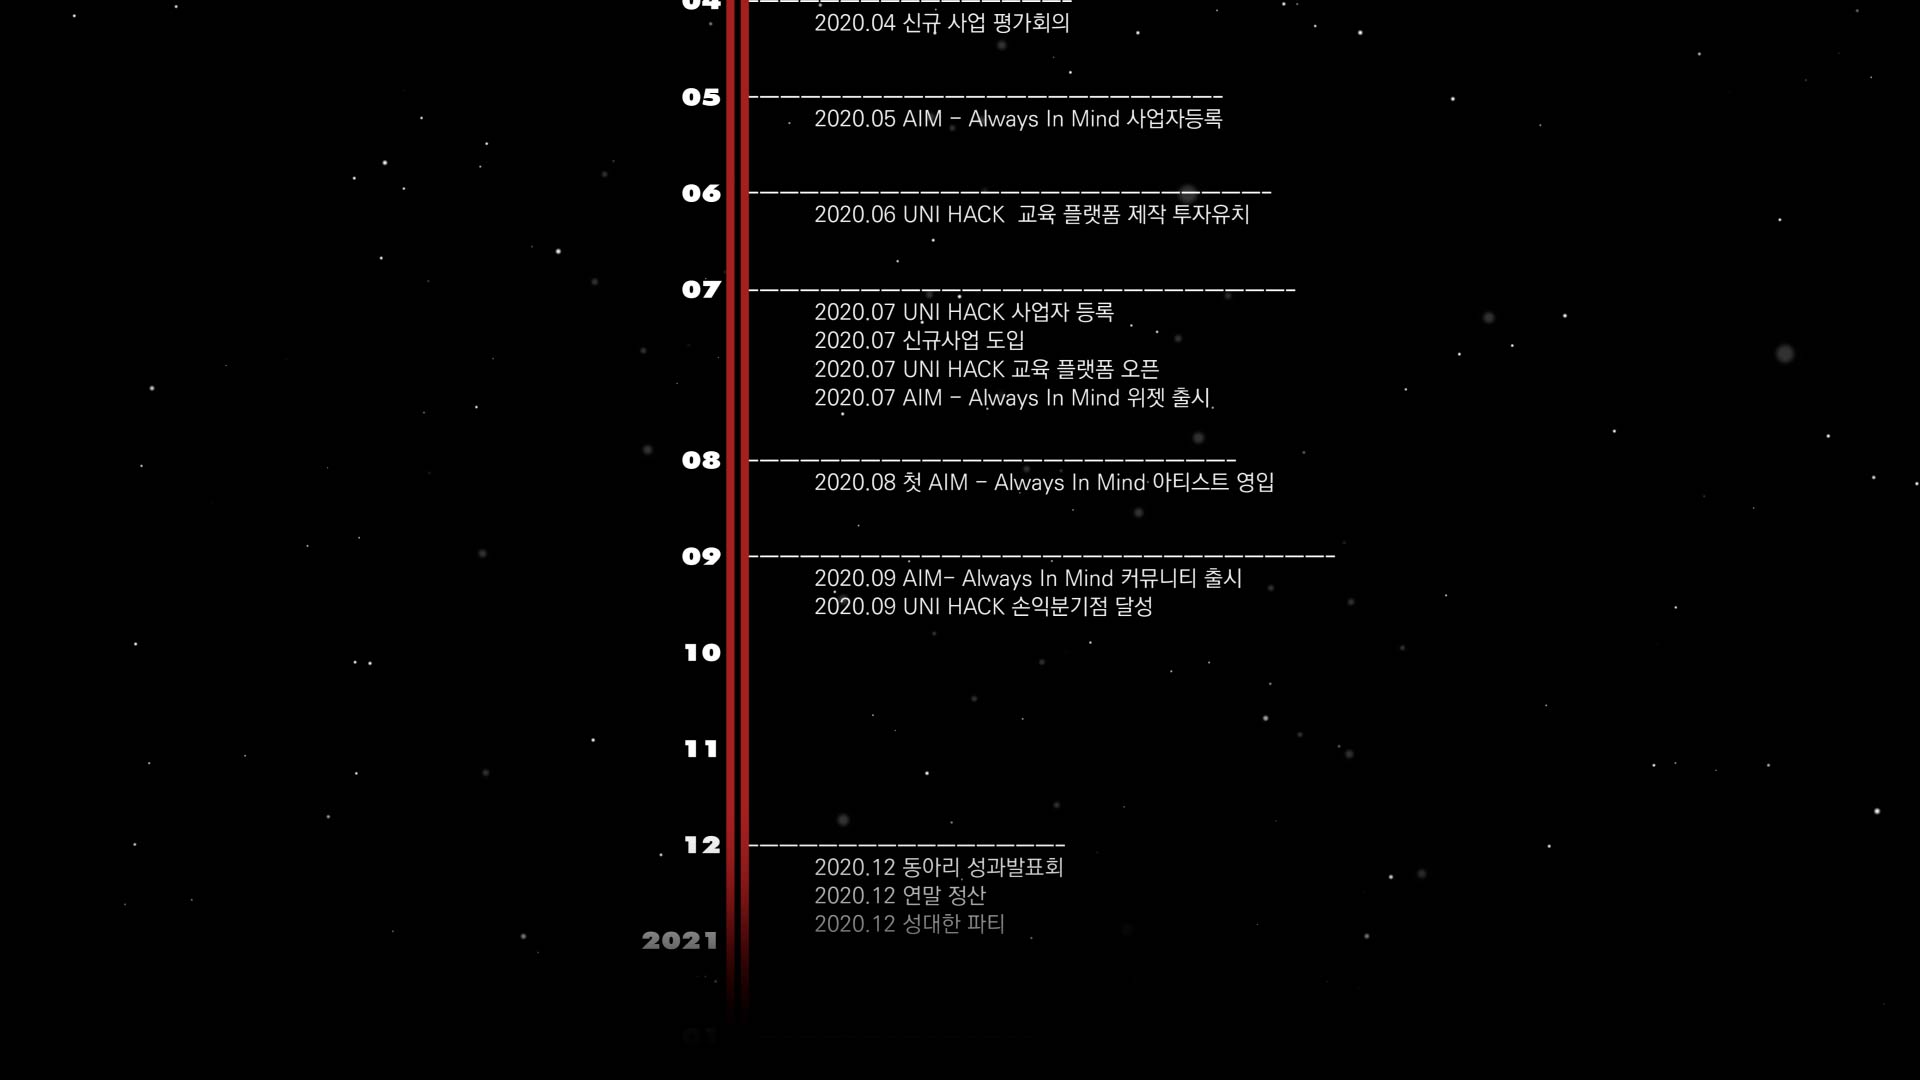 04
2020.04 신규 사업 평가회의
05
2020.05 AIM - Always In Mind 사업자등록
06
2020.06 UNI HACK 교육 플랫폼 제작 투자유치
07
2020.07 UNI HACK 사업자 등록
2020.07 신규사업 도입
2020.07 UNI HACK 교육 플랫폼 오픈
2020.07 AIM - Always In Mind 위젯 출시
08
2020.08 첫 AIM - Always In Mind 아티스트 영입
09
2020.09 AIM- Always In Mind 커뮤니티 출시
2020.09 UNI HACK 손익분기점 달성
10
11
12
2020.12 동아리 성과발표회
2020.12 연말 정산
2020.12 성대한 파티
2021
01